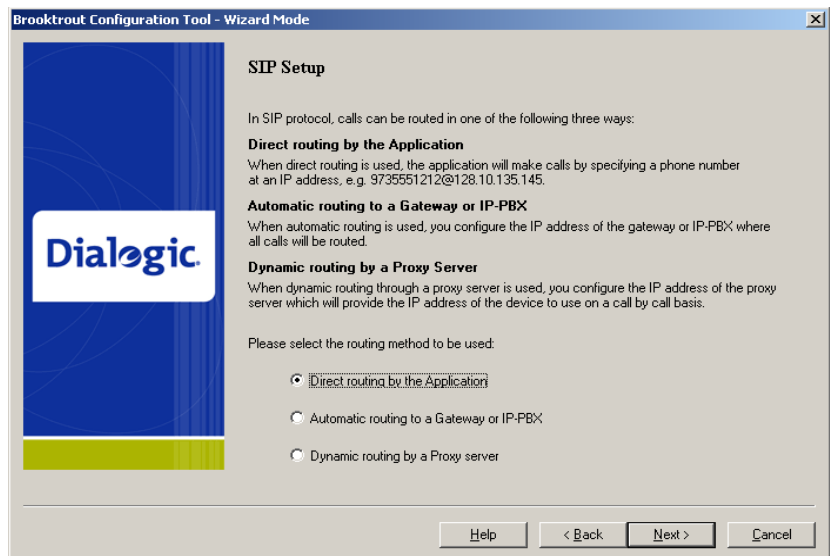 Brooktrout Configuration Tool - Wizard Mode
SIP Setup
In SIP protocol, calls can be routed in one of the following three ways:
Direct routing by the Application
When direct routing is used, the application will make calls by specifying a phone number
at an IP address, e.g. 9735551212@128.10.135.145.
Automatic routing to a Gateway or IP-PBX
When automatic routing is used, you configure the IP address of the gateway or IP-PBX where
all calls will be routed.
Dynamic routing by a Proxy Server
When dynamic routing through a proxy server is used, you configure the IP address of the proxy
server which will provide the IP address of the device to use on a call by call basis.
Dialogic.
Please select the routing method to be used:
Direct routing by the Application
Automatic routing to a Gateway or IP-PBX
Dynamic routing by a Proxy server
Help
< Back
Next >
Cancel